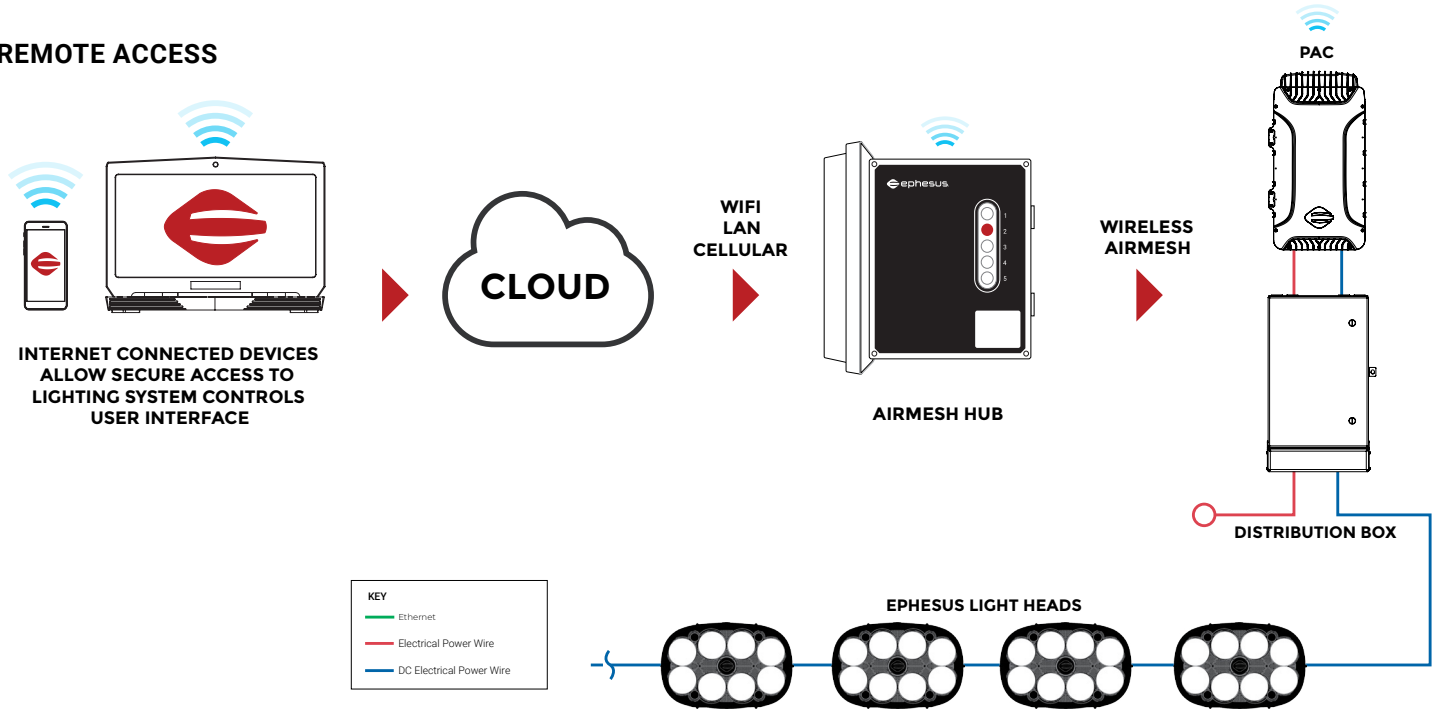 REMOTE ACCESS
INTERNET CONNECTED DEVICES
ALLOW SECURE ACCESS TO
LIGHTING SYSTEM CONTROLS
USER INTERFACE
CLOUD
WIFI
LAN
CELLULAR
ephesus
1
2
3
4
5
AIRMESH HUB
WIRELESS
AIRMESH
PAC
DISTRIBUTION BOX
KEY
Ethernet
Electrical Power Wire
DC Electrical Power Wire
EPHESUS LIGHT HEADS